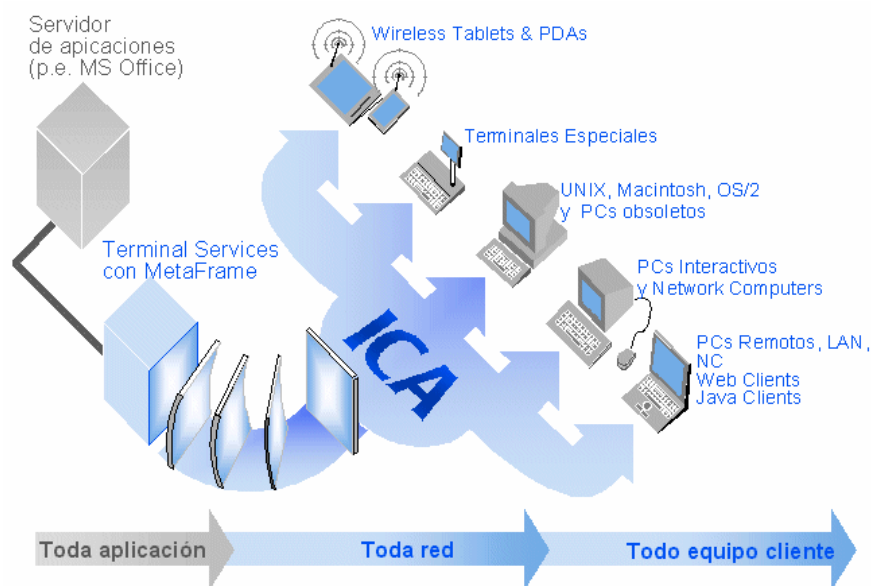 Servidor
de apicaciones
(p.e. MS Office)
Wireless Tablets & PDAs
Terminales Especiales
UNIX, Macintosh, OS/2
y PCs obsoletos
Terminal Services
con MetaFrame
PCs Interactivos
y Network Computers
ICA
PCs Remotos, LAN,
NC
Web Clients
Java Clients
Toda aplicación
Toda red
Todo equipo cliente